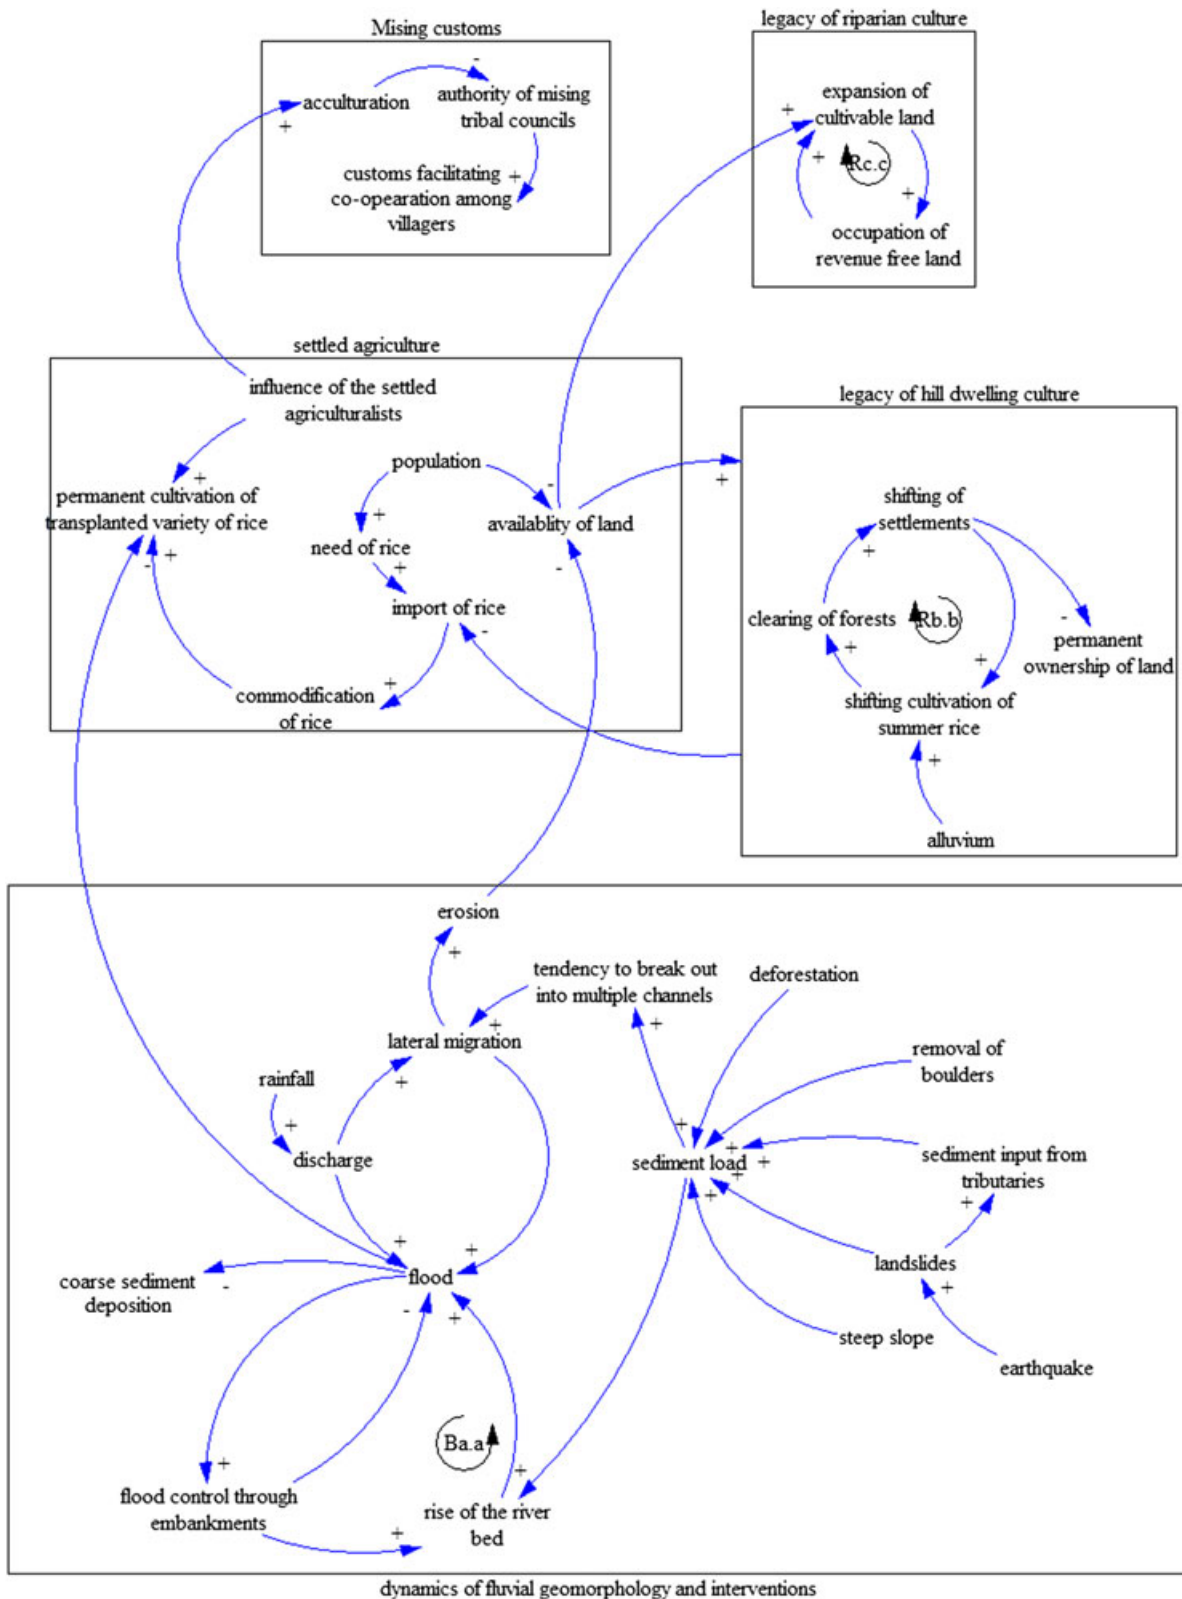 Mising customs
acculturation
-
+
authority of mising
tribal councils
customs facilitating
co-opearation among
villagers
+
legacy of riparian culture
expansion of
cultivable land
+
+
Rc.c
+
occupation of
revenue free land
settled agriculture
influence of the settled
agriculturalists
+
permanent cultivation of
transplanted variety of rice
+
-
population
+
-
need of rice
availablity of land
+
-
import of rice
-
+
commodification
of rice
legacy of hill dwelling culture
+
shifting of
settlements
+
clearing of forests
Rb.b
-
permanent
ownership of land
+
+
shifting cultivation of
summer rice
+
alluvium
erosion
+
tendency to break out
into multiple channels
deforestation
lateral migration
+
+
removal of
boulders
rainfall
+
+
discharge
+
sediment load
+
+
+
+
sediment input from
tributaries
+
landslides
+
+
+
flood
coarse sediment
deposition
-
-
+
steep slope
earthquake
Ba.a
+
+
flood control through
embankments
+
rise of the river
bed
dynamics of fluvial geomorphology and interventions